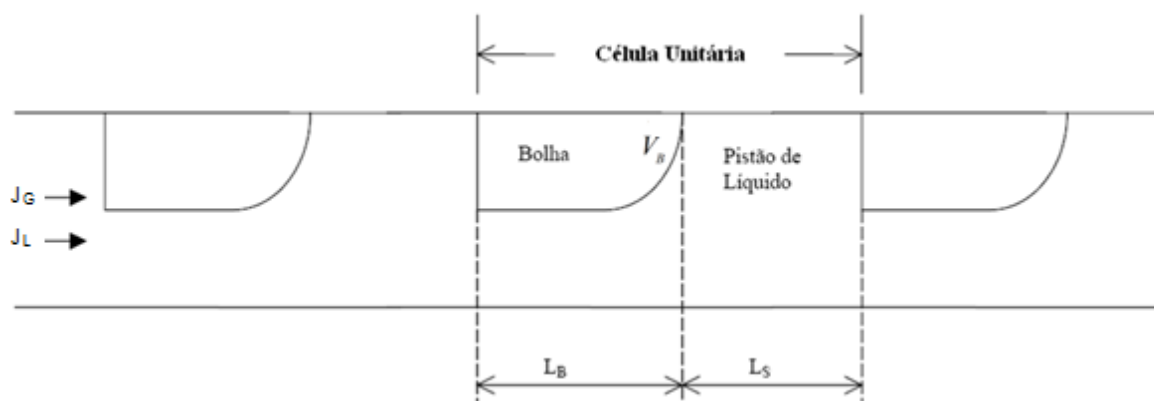 Célula Unitária
Bolha
V_B
Pistão de
Líquido
J_G
J_L
L_B
L_S